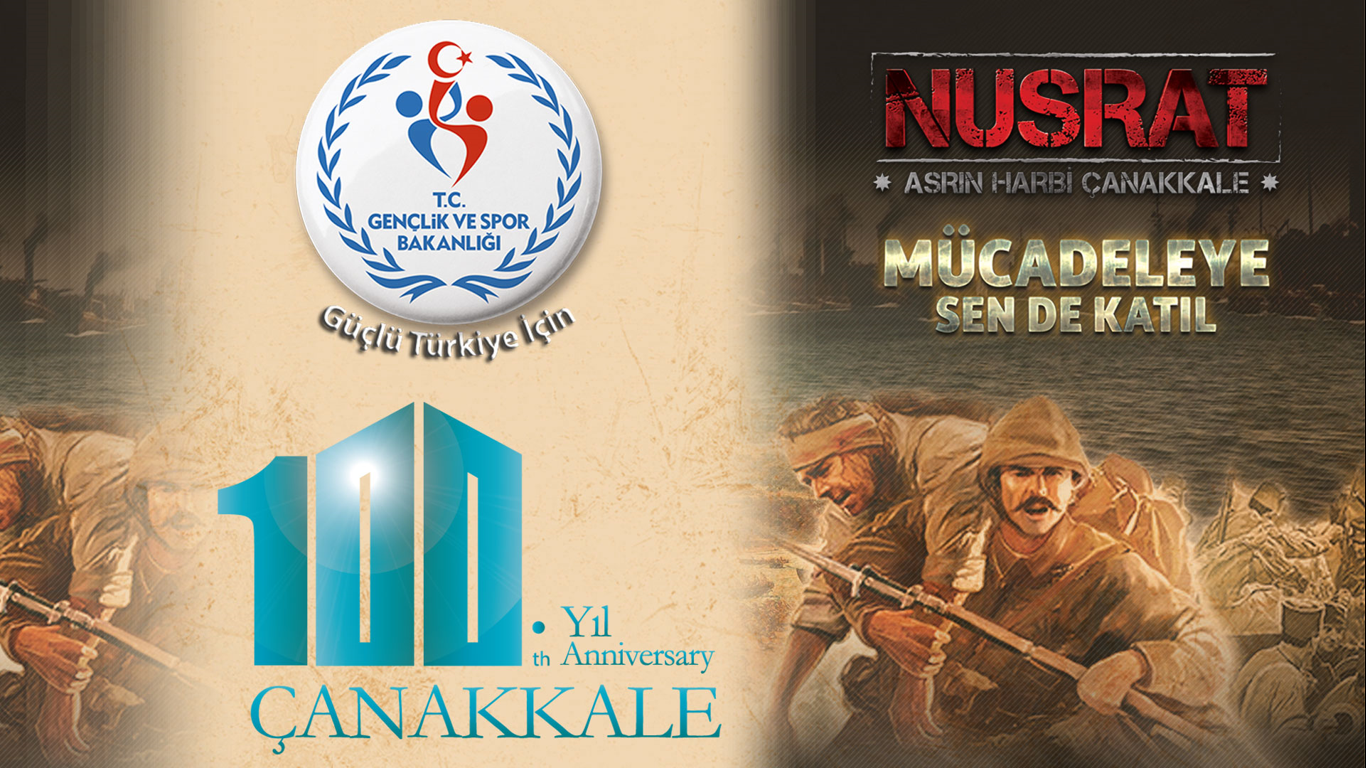 T.C.
GENÇLİK VE SPOR
BAKANLIĞI
Güçlü Türkiye İçin
100.
th
Yıl
Anniversary
ÇANAKKALE
NUSRAT
ASRIN HARBİ ÇANAKKALE
MÜCADELEYE
SEN DE KATIL